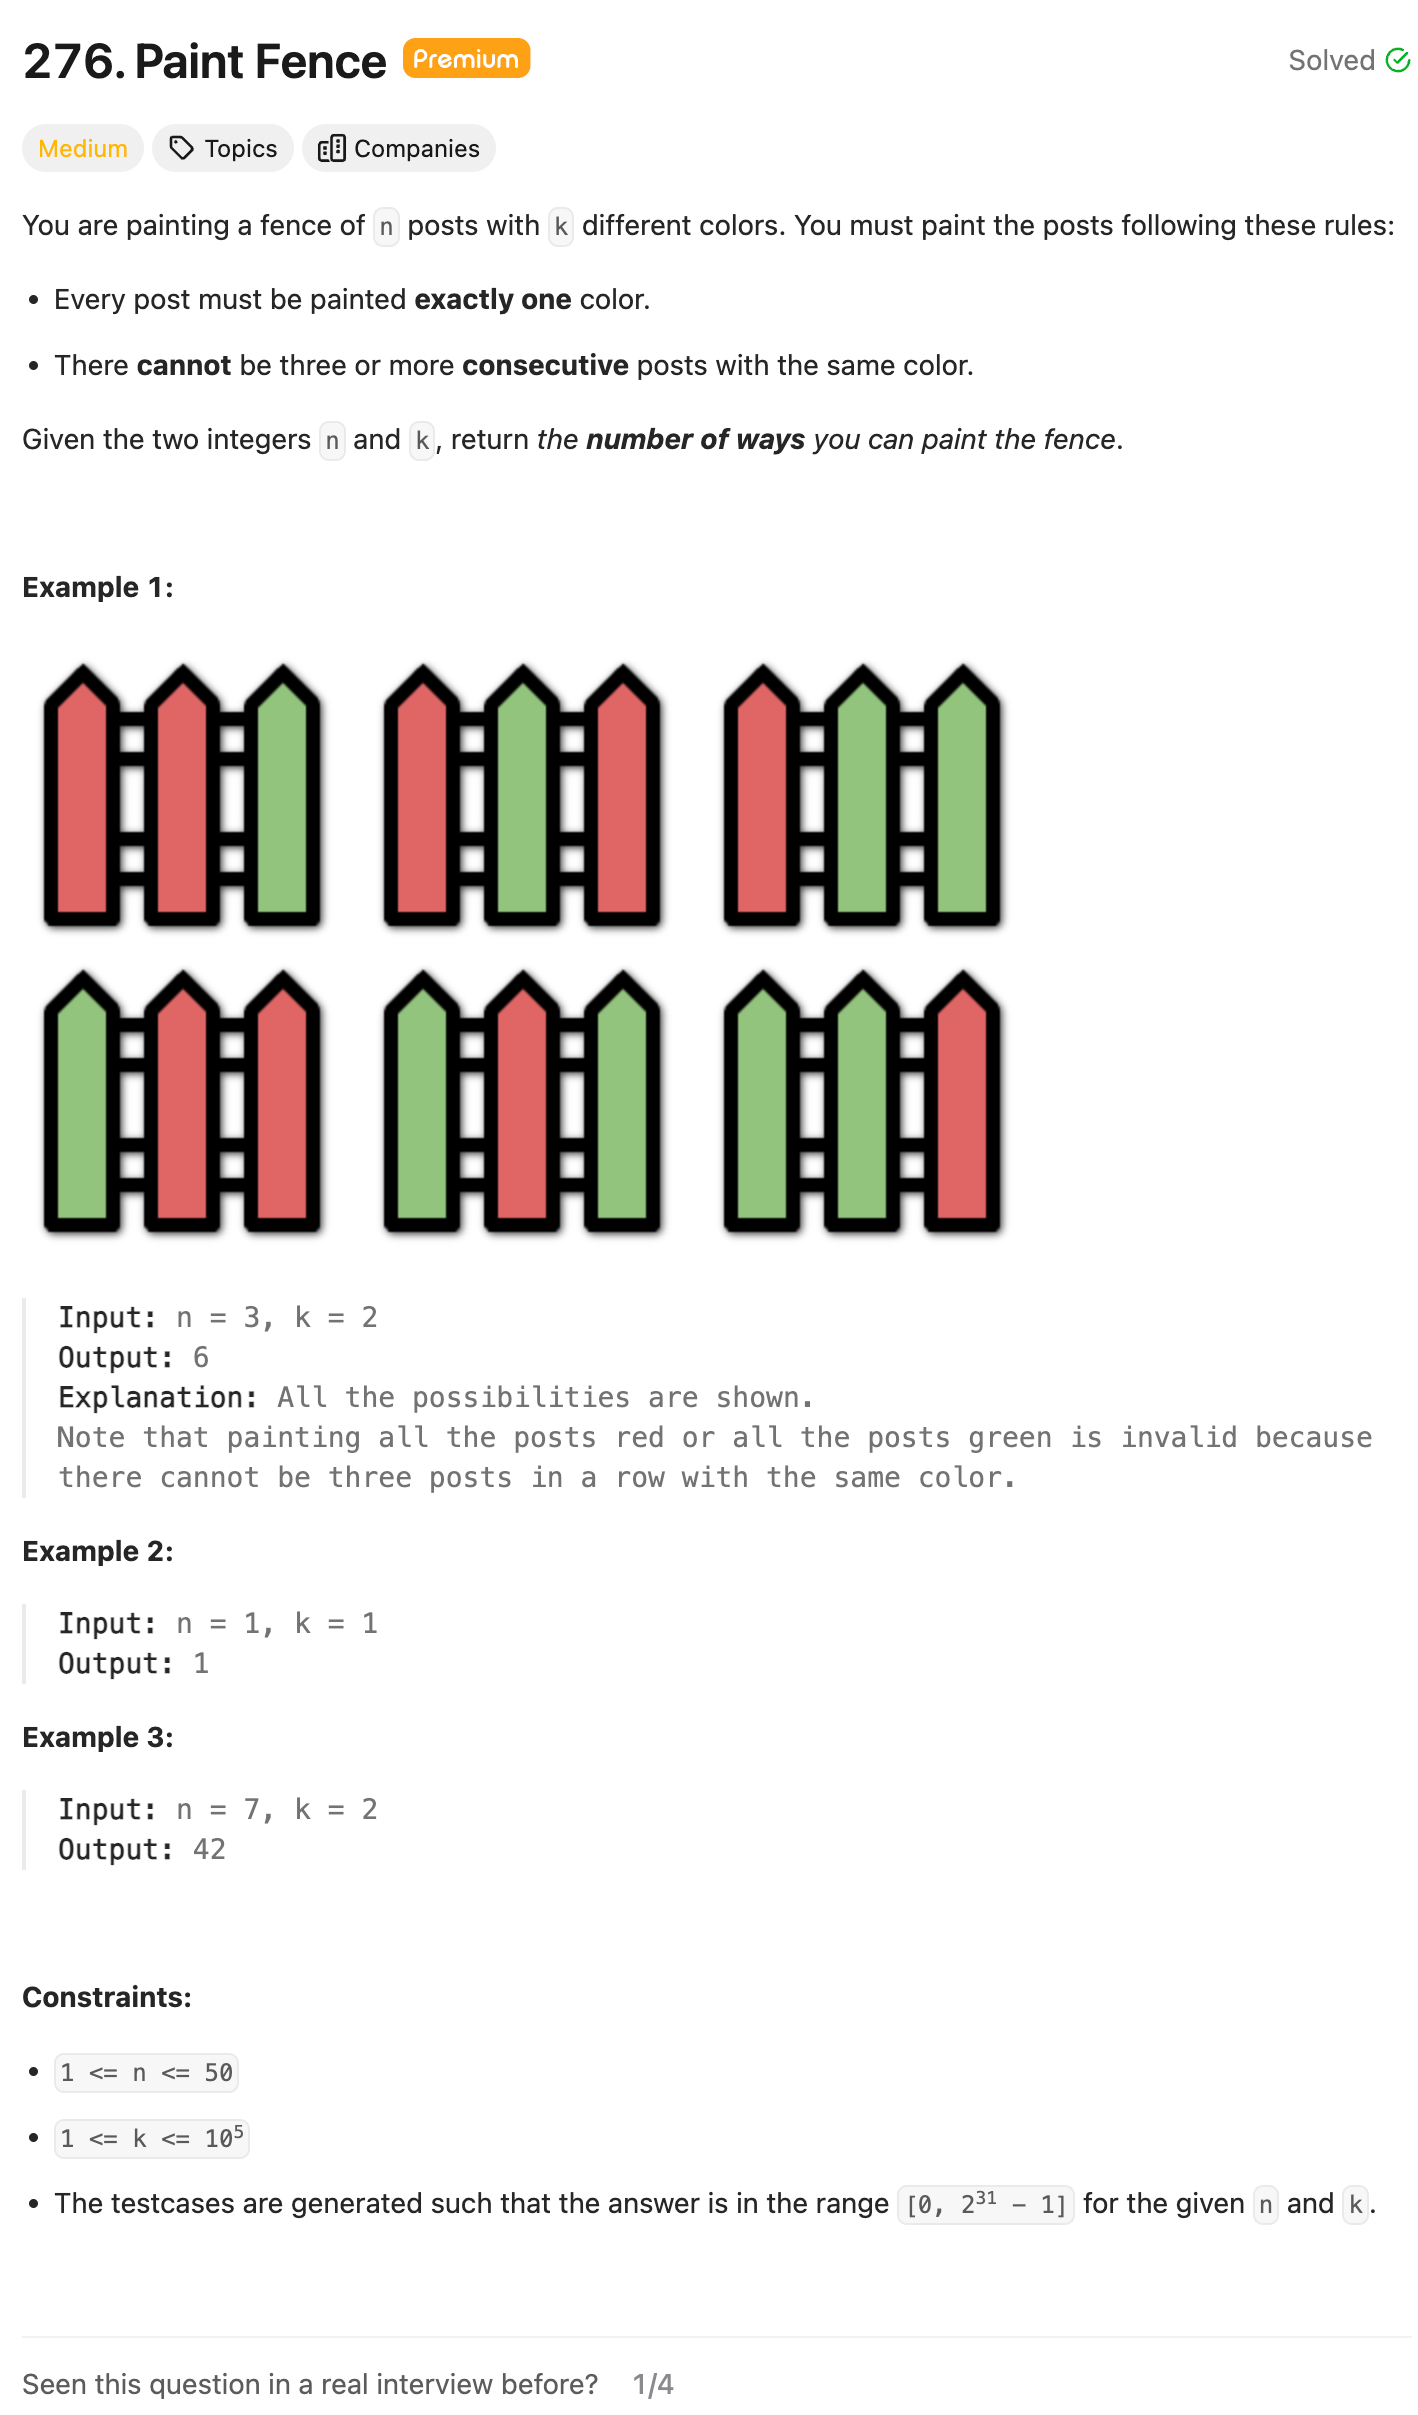 276. Paint Fence Premium Solved
Medium Topics Companies
You are painting a fence of n posts with k different colors. You must paint the posts following these rules:
• Every post must be painted exactly one color.
• There cannot be three or more consecutive posts with the same color.
Given the two integers n and k, return the number of ways you can paint the fence.
Example 1:
Input: n = 3, k = 2
Output: 6
Explanation: All the possibilities are shown.
Note that painting all the posts red or all the posts green is invalid because
there cannot be three posts in a row with the same color.
Example 2:
Input: n = 1, k = 1
Output: 1
Example 3:
Input: n = 7, k = 2
Output: 42
Constraints:
• 1 <= n <= 50
• 1 <= k <= 10⁵
• The testcases are generated such that the answer is in the range [0, 2³¹ - 1] for the given n and k.
Seen this question in a real interview before? 1/4